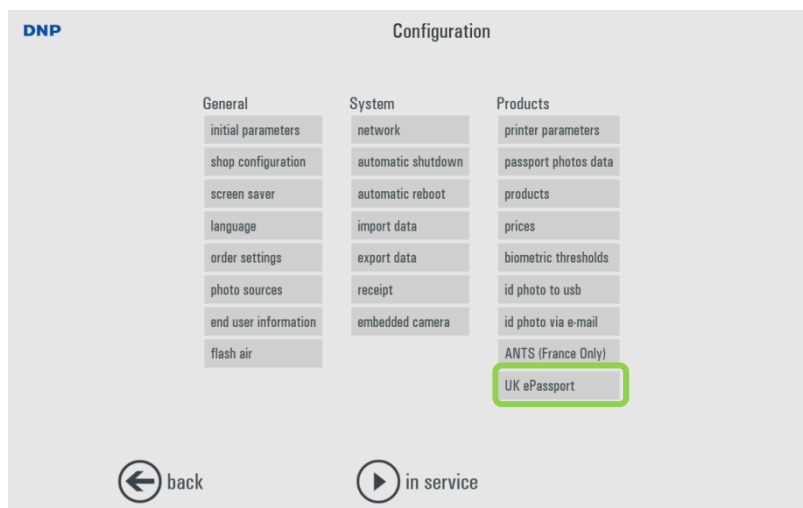 DNP
Configuration
General
initial parameters
shop configuration
screen saver
language
order settings
photo sources
end user information
flash air
System
network
automatic shutdown
automatic reboot
import data
export data
receipt
embedded camera
Products
printer parameters
passport photos data
products
prices
biometric thresholds
id photo to usb
id photo via e-mail
ANTS (France Only)
UK ePassport
back
in service